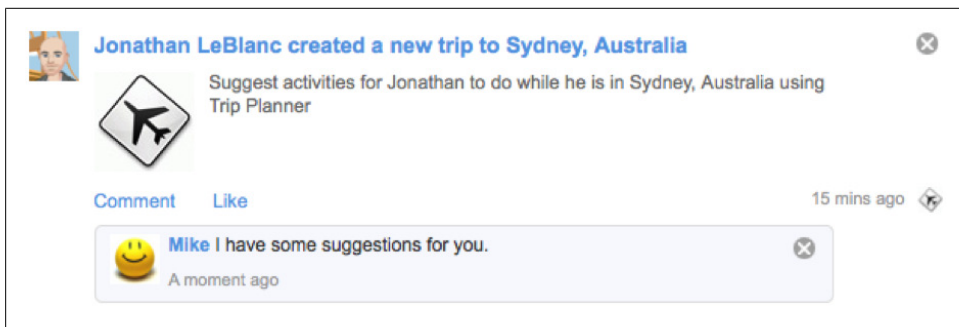 Jonathan LeBlanc created a new trip to Sydney, Australia
Suggest activities for Jonathan to do while he is in Sydney, Australia using
Trip Planner
Comment Like 15 mins ago
Mike I have some suggestions for you.
A moment ago